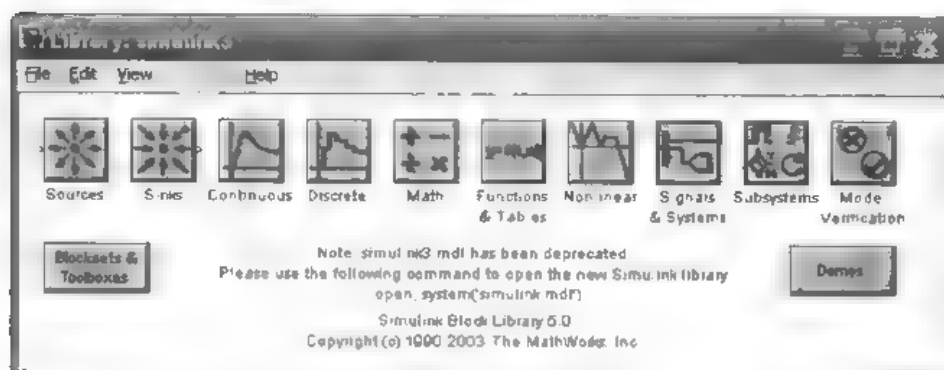 Library: simulink3
File Edit View Help
Sources Sinks Continuous Discrete Math Functions & Tables Nonlinear Signals & Systems Subsystems Model Verification
Blocksets & Toolboxes
Note simulink3 mdl has been deprecated
Please use the following command to open the new Simulink library
open_system('simulink.mdl')
Demos
Simulink Block Library 5.0
Copyright (c) 1990 2003 The MathWorks Inc